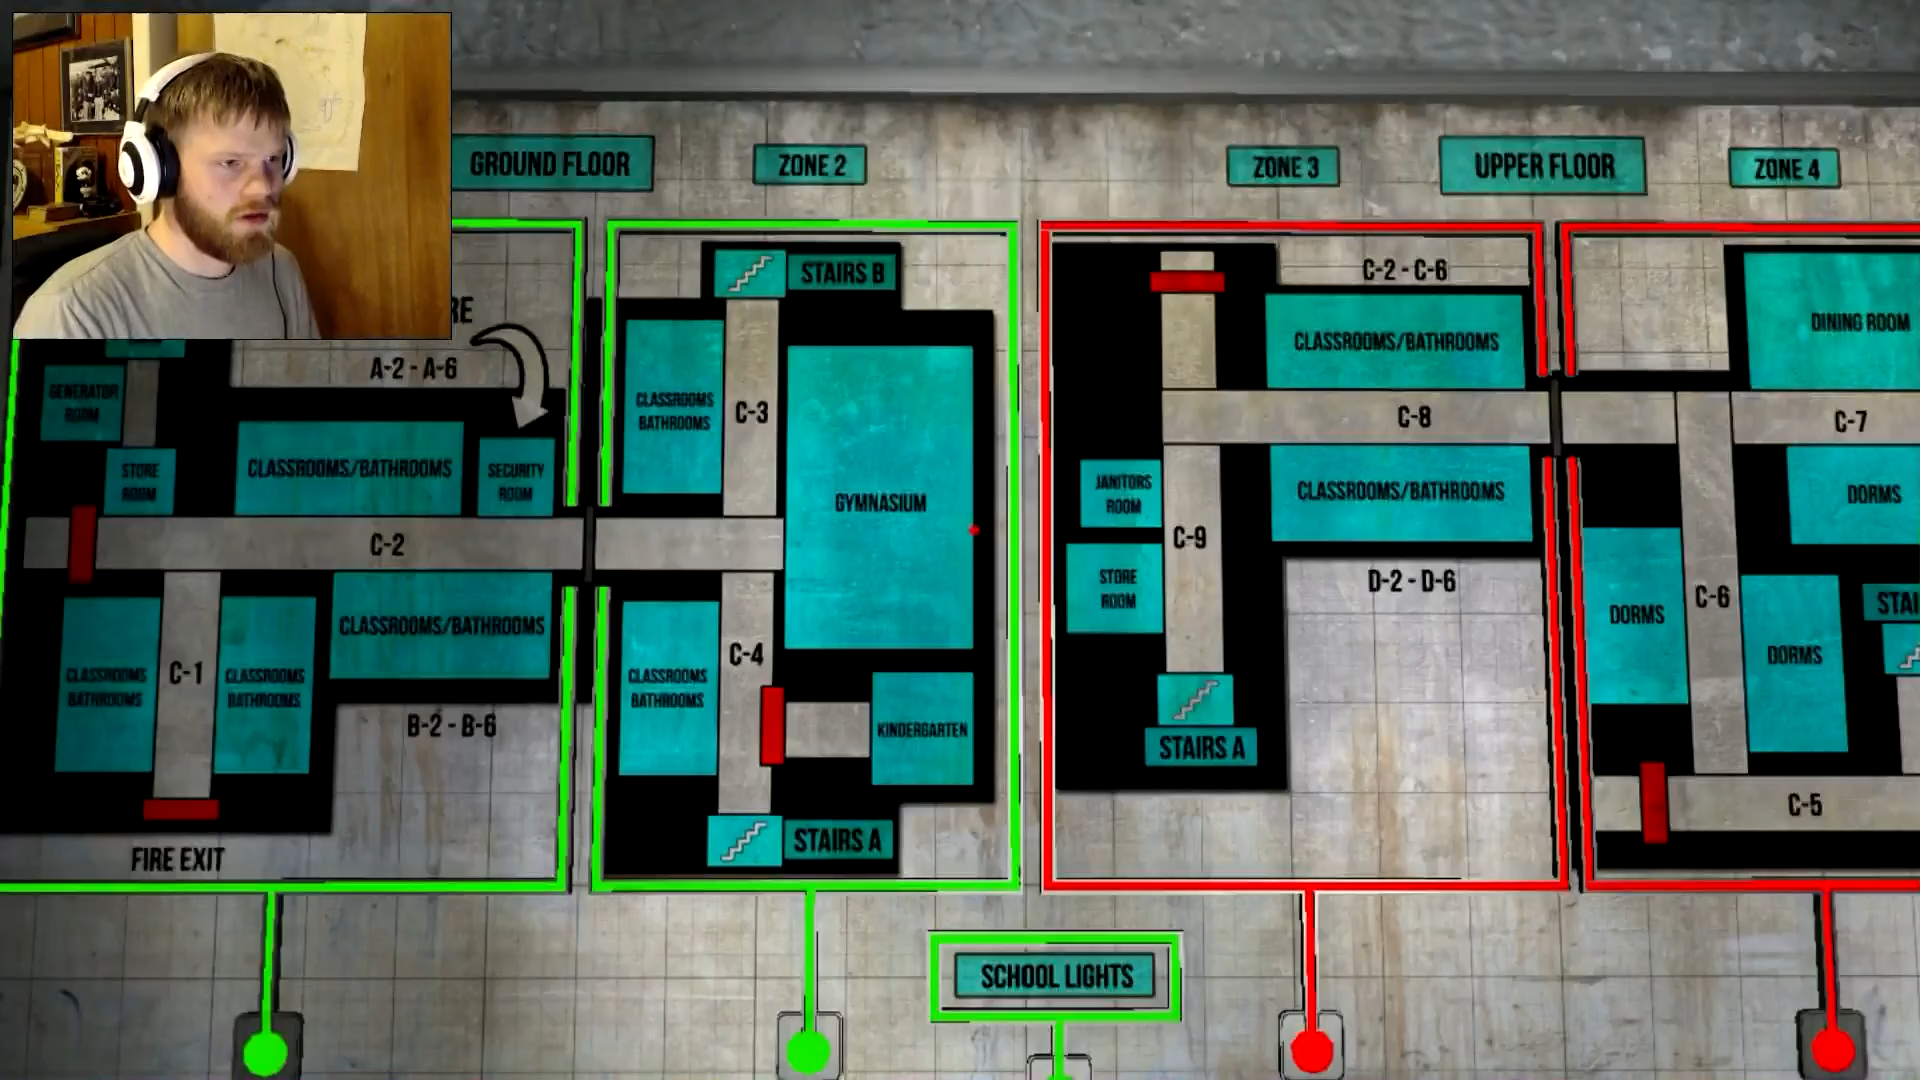 GROUND FLOOR
ZONE 2
ZONE 3
UPPER FLOOR
ZONE 4
RE
A-2 - A-6
GENERATOR
ROOM
STORE
ROOM
CLASSROOMS/BATHROOMS
SECURITY
ROOM
C-2
CLASSROOMS
BATHROOMS
C-1
CLASSROOMS
BATHROOMS
CLASSROOMS/BATHROOMS
B-2 - B-6
FIRE EXIT
STAIRS B
CLASSROOMS
BATHROOMS
C-3
GYMNASIUM
C-4
CLASSROOMS
BATHROOMS
KINDERGARTEN
STAIRS A
C-2 - C-6
CLASSROOMS/BATHROOMS
C-8
CLASSROOMS/BATHROOMS
JANITORS
ROOM
C-9
STORE
ROOM
D-2 - D-6
STAIRS A
DINING ROOM
C-7
DORMS
DORMS
C-6
DORMS
STAI
C-5
SCHOOL LIGHTS